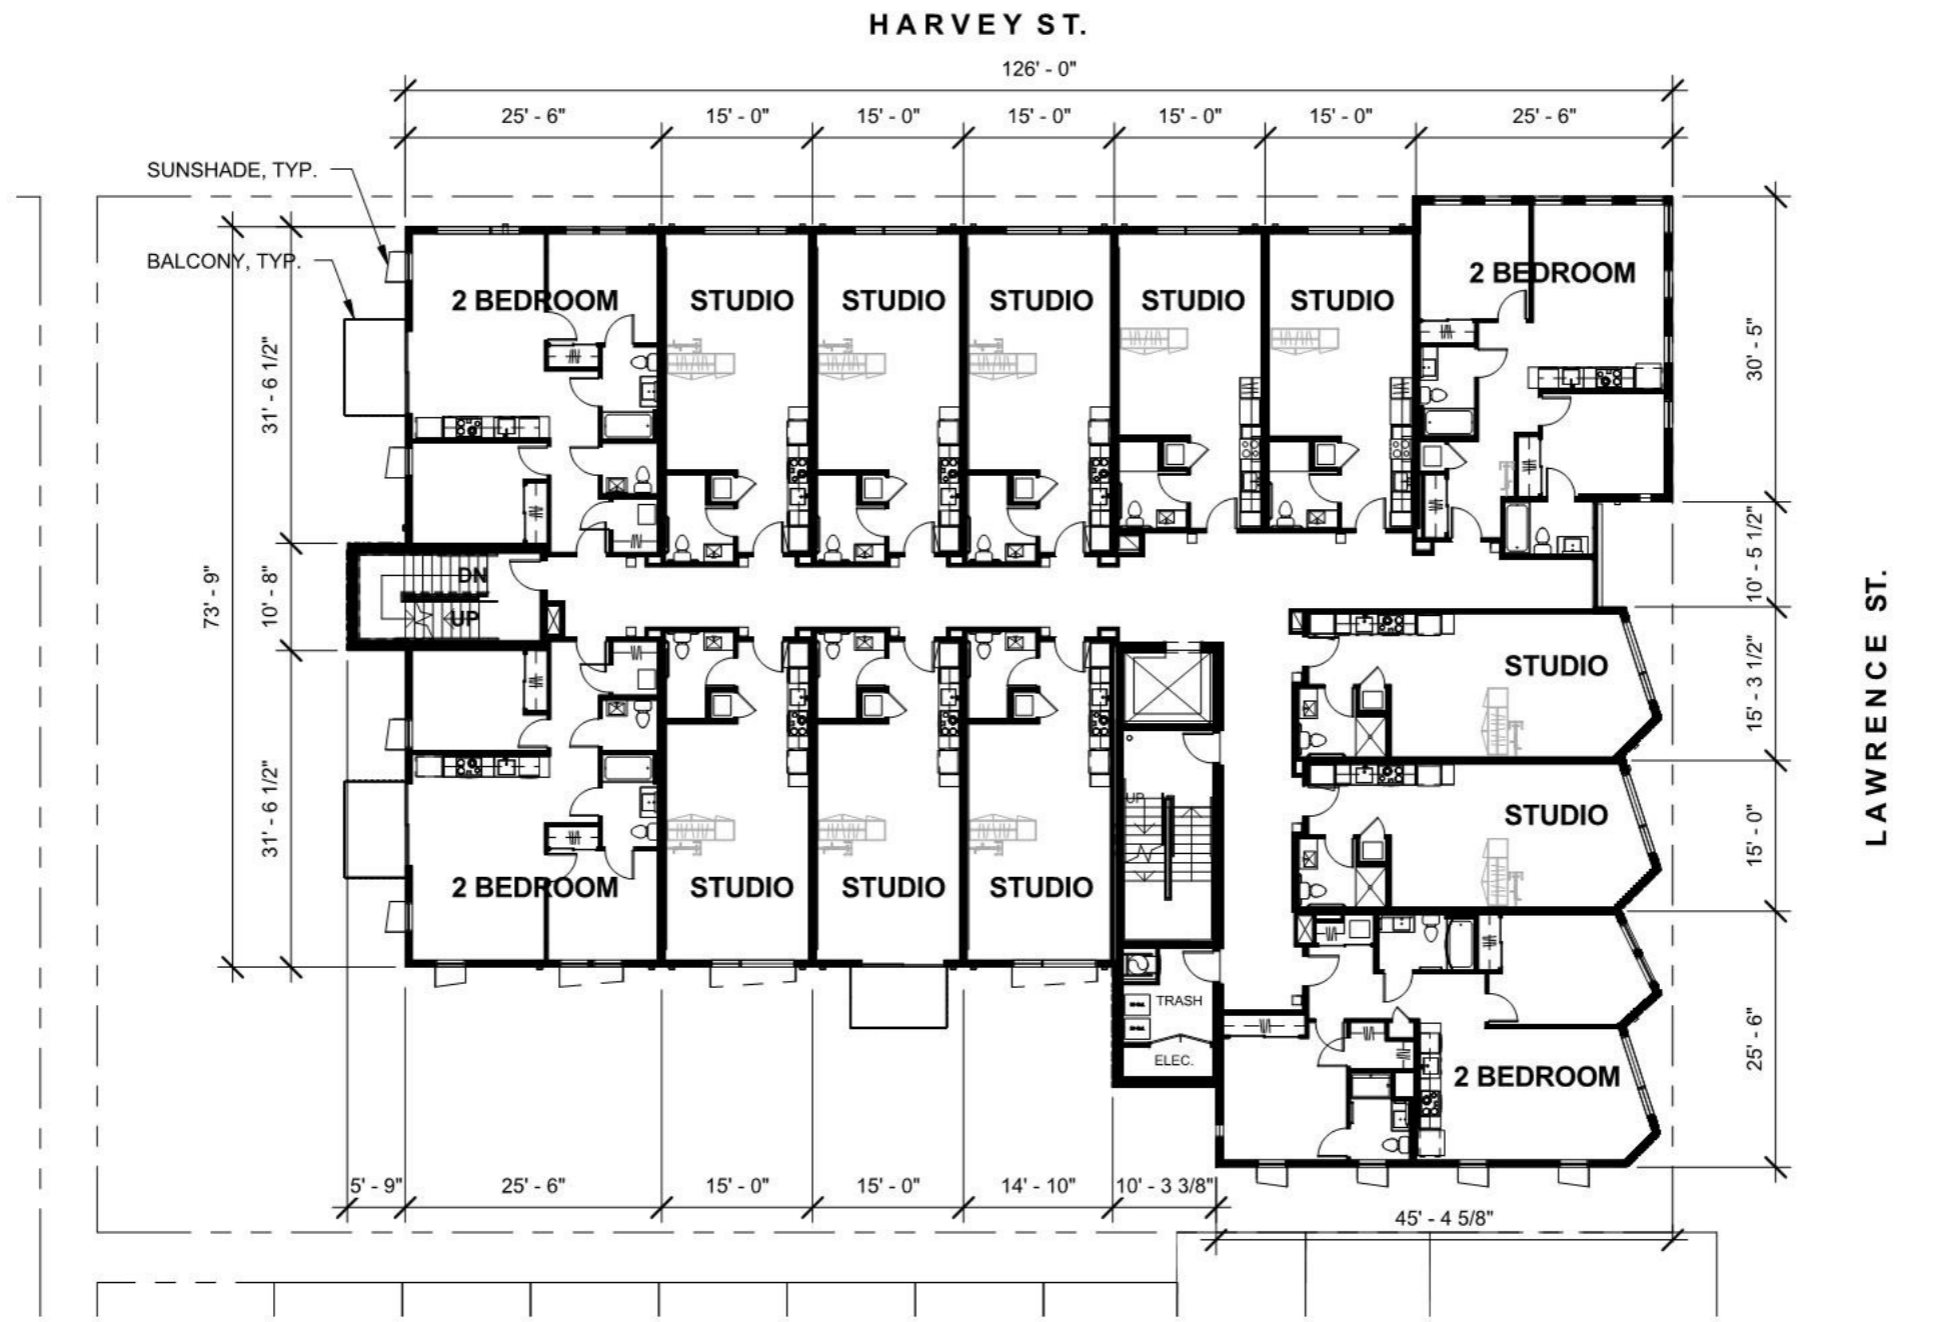 HARVEY ST.
126' - 0"
25' - 6"
15' - 0"
15' - 0"
15' - 0"
15' - 0"
15' - 0"
25' - 6"
SUNSHADE, TYP.
BALCONY, TYP.
2 BEDROOM
STUDIO
STUDIO
STUDIO
STUDIO
STUDIO
2 BEDROOM
73' - 9"
31' - 6 1/2"
10' - 8"
31' - 6 1/2"
DN
UP
30' - 5"
10' - 5 1/2"
15' - 3 1/2"
15' - 0"
25' - 6"
LAWRENCE ST.
STUDIO
STUDIO
UP
2 BEDROOM
STUDIO
STUDIO
STUDIO
TRASH
ELEC.
2 BEDROOM
5' - 9"
25' - 6"
15' - 0"
15' - 0"
14' - 10"
10' - 3 3/8"
45' - 4 5/8"